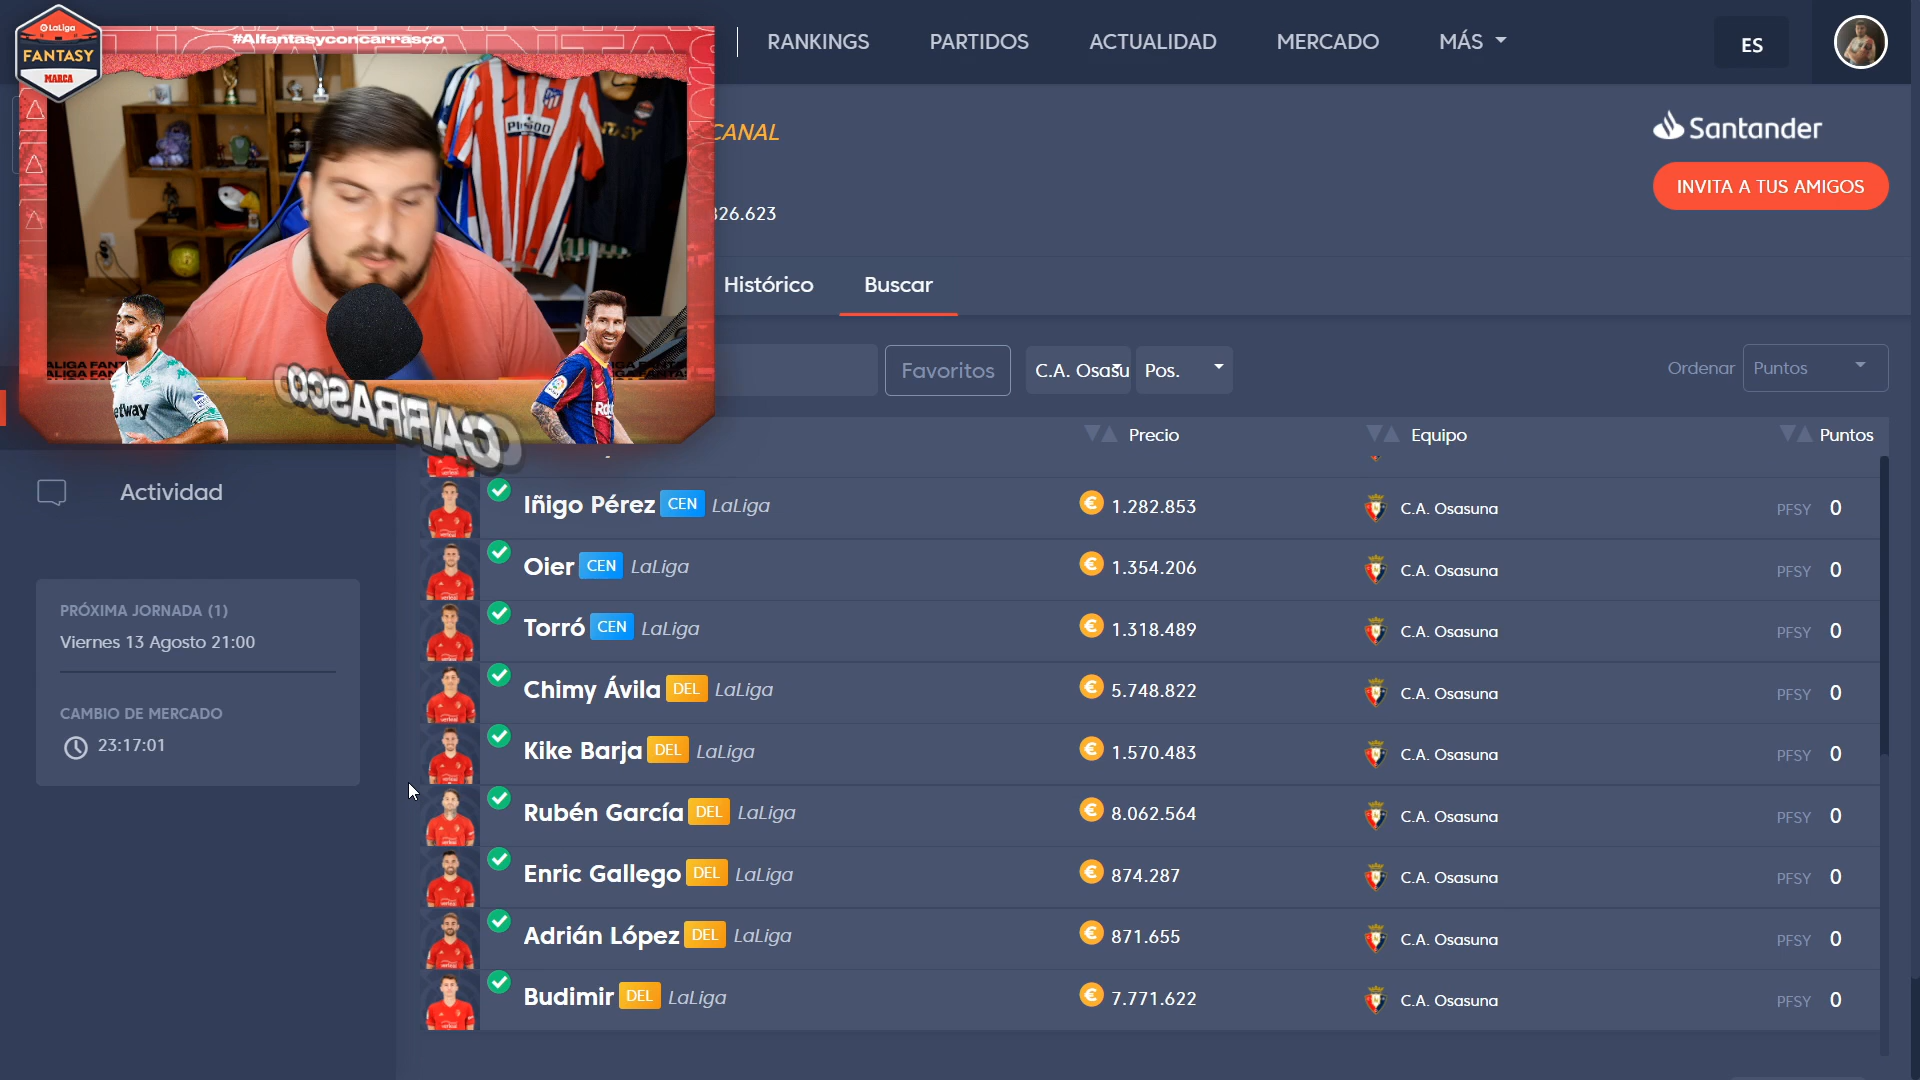 LaLiga
FANTASY
MARCA
#Alfantasyconcarrasco
RANKINGS
PARTIDOS
ACTUALIDAD
MERCADO
MÁS
ES
CANAL
Santander
INVITA A TUS AMIGOS
326.623
Plus500
Histórico
Buscar
Favoritos
C.A. Osasu
Pos.
Ordenar
Puntos
betway
CARRASCO
CARRASCO
Precio
Equipo
Puntos
Actividad
Iñigo Pérez CEN LaLiga 1.282.853 C.A. Osasuna PFSY 0
Oier CEN LaLiga 1.354.206 C.A. Osasuna PFSY 0
Torró CEN LaLiga 1.318.489 C.A. Osasuna PFSY 0
Chimy Ávila DEL LaLiga 5.748.822 C.A. Osasuna PFSY 0
Kike Barja DEL LaLiga 1.570.483 C.A. Osasuna PFSY 0
Rubén García DEL LaLiga 8.062.564 C.A. Osasuna PFSY 0
Enric Gallego DEL LaLiga 874.287 C.A. Osasuna PFSY 0
Adrián López DEL LaLiga 871.655 C.A. Osasuna PFSY 0
Budimir DEL LaLiga 7.771.622 C.A. Osasuna PFSY 0
PRÓXIMA JORNADA (1)
Viernes 13 Agosto 21:00
CAMBIO DE MERCADO
23:17:01